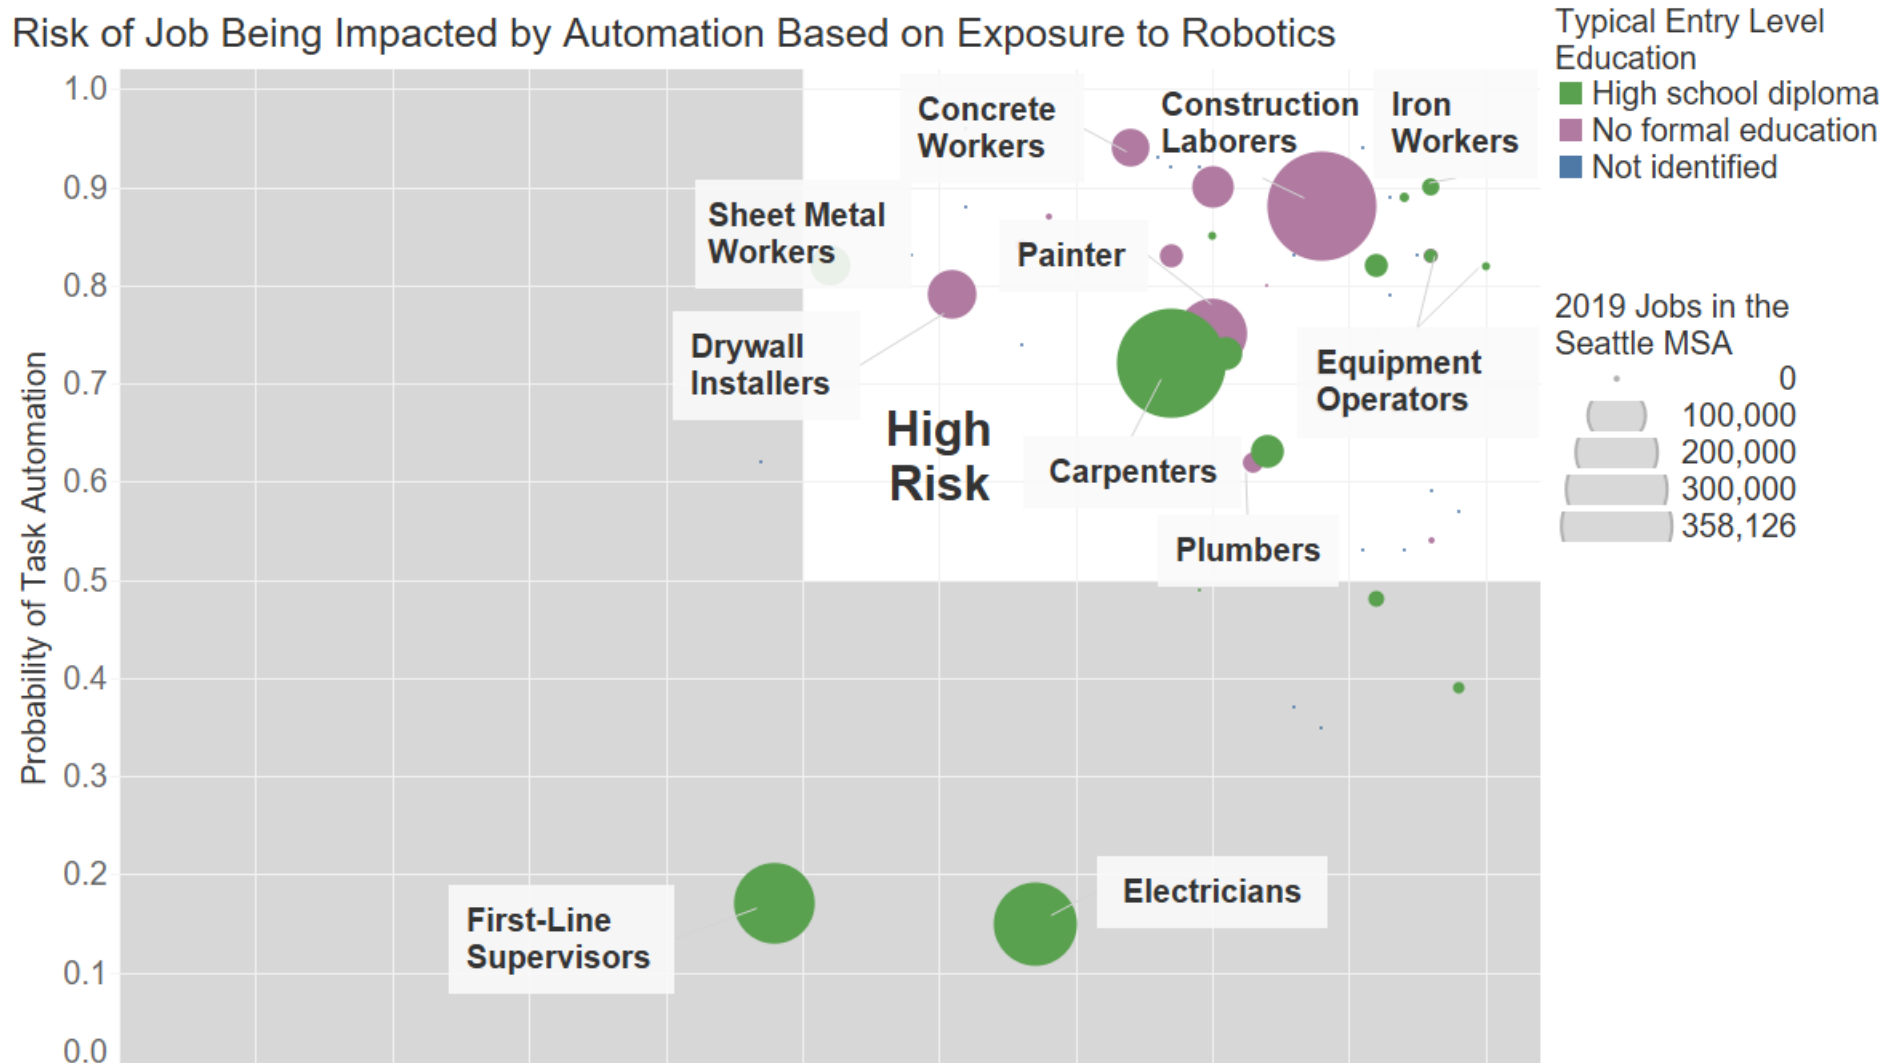 Risk of Job Being Impacted by Automation Based on Exposure to Robotics
Typical Entry Level
Education
High school diploma
No formal education
Not identified
2019 Jobs in the
Seattle MSA
0
100,000
200,000
300,000
358,126
Probability of Task Automation
1.0
0.9
0.8
0.7
0.6
0.5
0.4
0.3
0.2
0.1
0.0
Concrete
Workers
Construction
Laborers
Iron
Workers
Sheet Metal
Workers
Painter
Drywall
Installers
Equipment
Operators
High
Risk
Carpenters
Plumbers
First-Line
Supervisors
Electricians